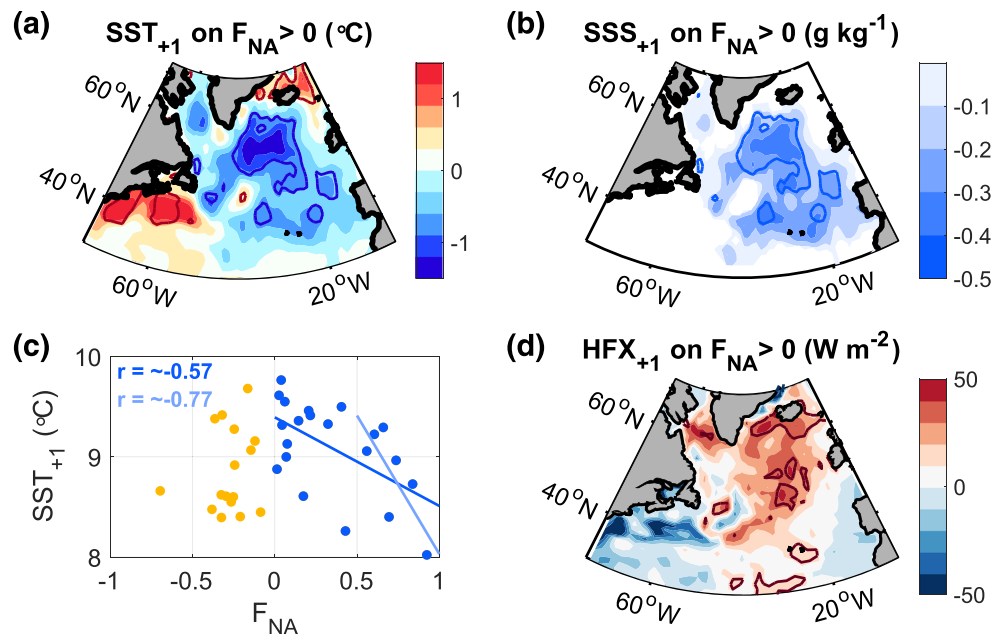 (a) SST+1 on FNA > 0 (°C)
60°N
40°N
60°W
20°W
1
0
-1
(b) SSS+1 on FNA > 0 (g kg-1)
60°N
40°N
60°W
20°W
-0.1
-0.2
-0.3
-0.4
-0.5
(c)
r = ~-0.57
r = ~-0.77
10
9
8
SST+1 (°C)
-1 -0.5 0 0.5 1
FNA
(d) HFX+1 on FNA > 0 (W m-2)
60°N
40°N
60°W
20°W
50
0
-50